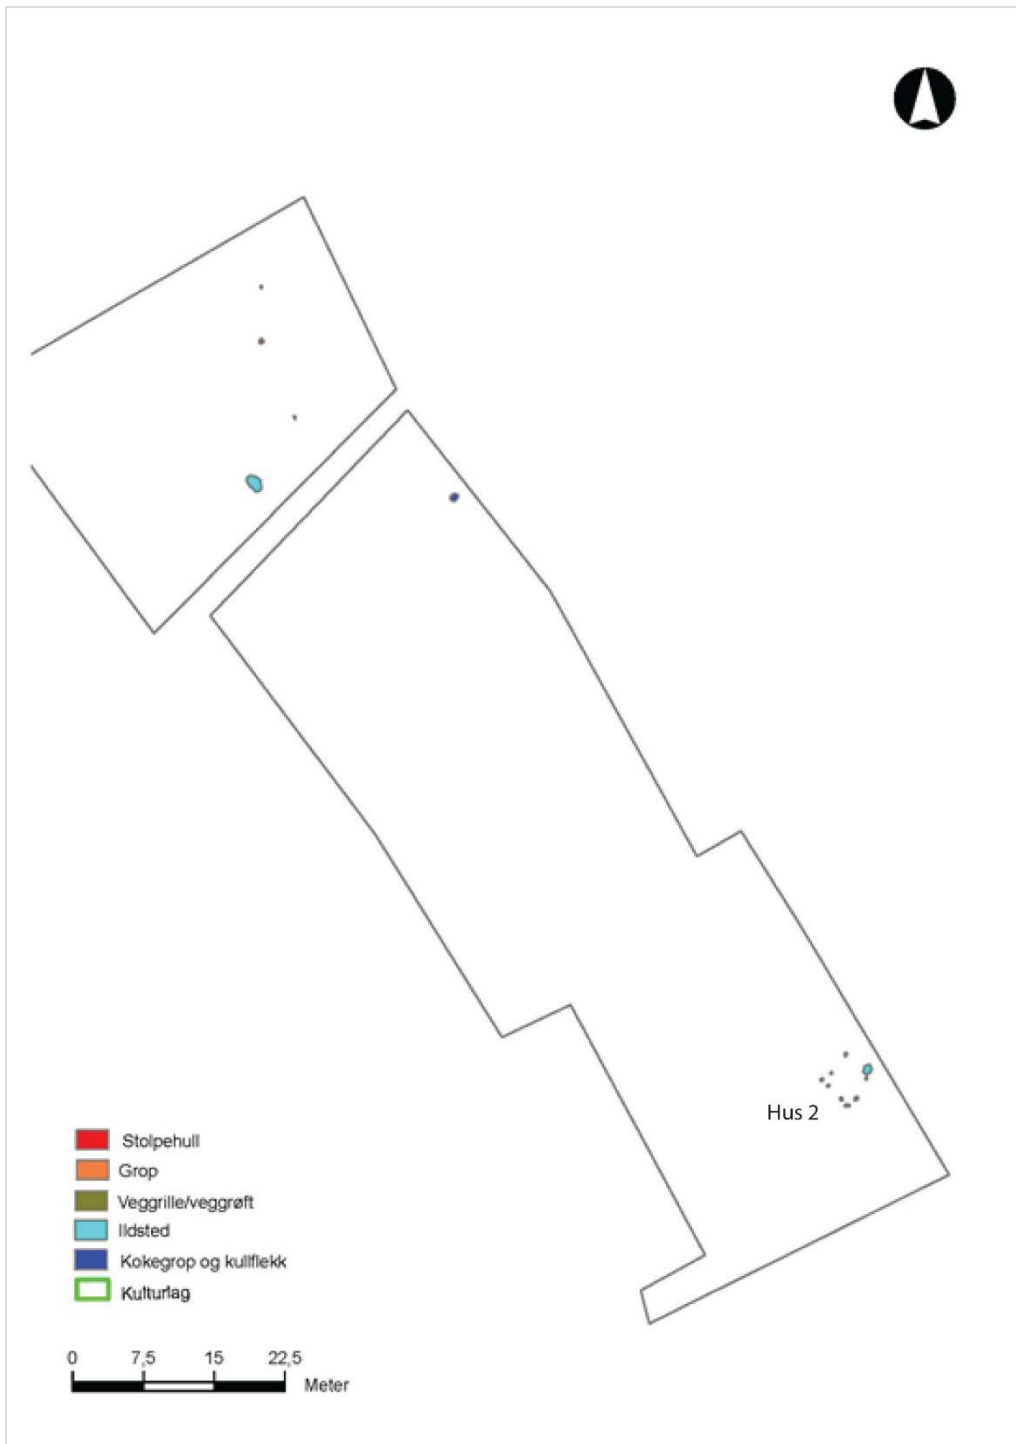 Hus 2
Stolpehull
Grop
Veggrille/veggrøft
Ildsted
Kokegrop og kullflekk
Kulturlag
0 7,5 15 22,5
Meter